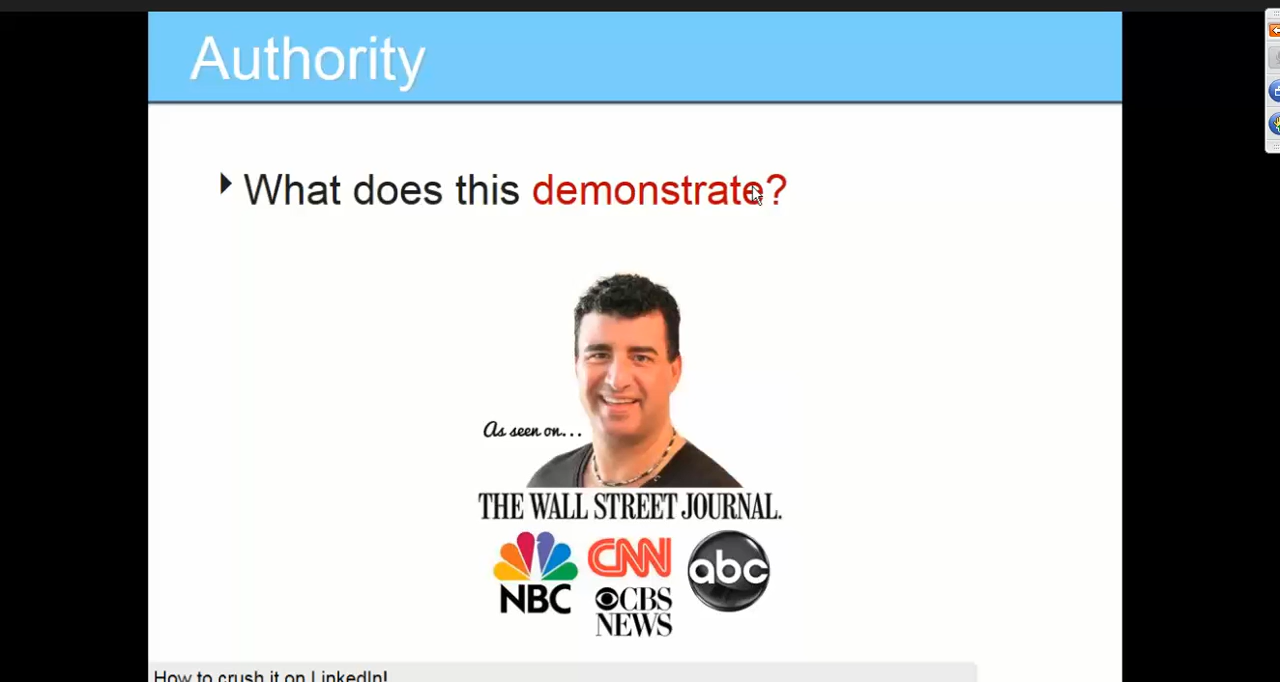 Authority
What does this demonstrate?
As seen on...
THE WALL STREET JOURNAL.
NBC
CNN
abc
CBS
NEWS
How to crush it on LinkedIn!